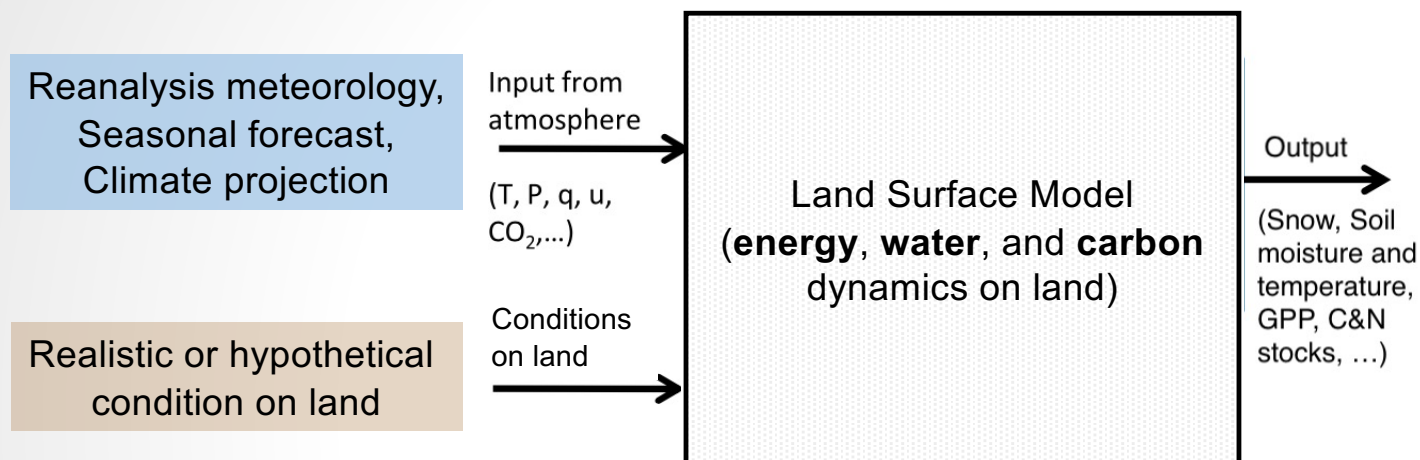 Reanalysis meteorology,
Seasonal forecast,
Climate projection
Input from
atmosphere
(T, P, q, u,
CO₂,...)
Realistic or hypothetical
condition on land
Conditions
on land
Land Surface Model
(energy, water, and carbon
dynamics on land)
Output
(Snow, Soil
moisture and
temperature,
GPP, C&N
stocks, ...)